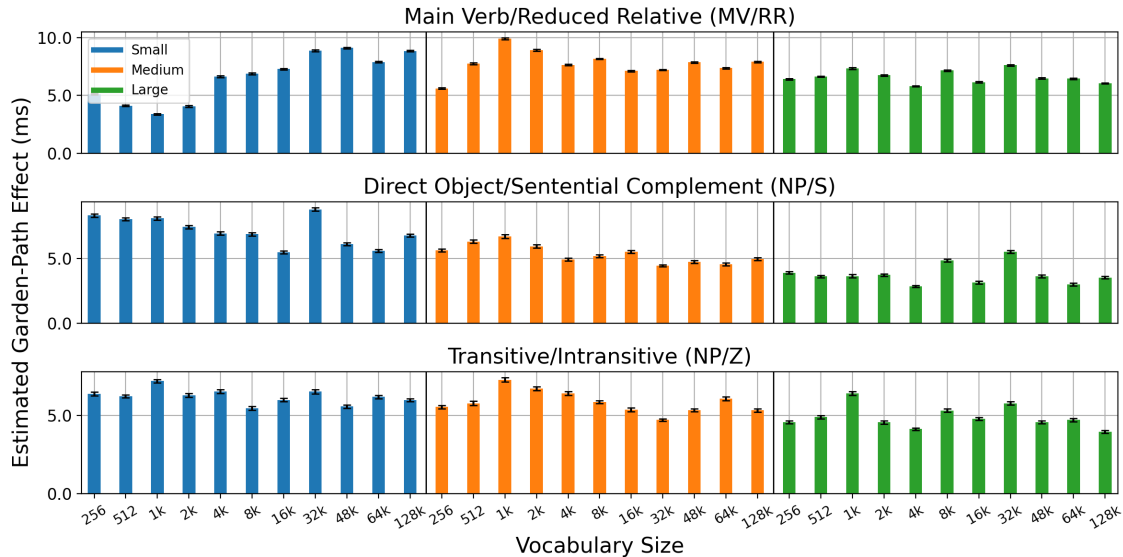 Main Verb/Reduced Relative (MV/RR)
10.0
5.0
0.0
Small
Medium
Large
Direct Object/Sentential Complement (NP/S)
5.0
0.0
Transitive/Intransitive (NP/Z)
5.0
0.0
Estimated Garden-Path Effect (ms)
256 512 1k 2k 4k 8k 16k 32k 48k 64k 128k 256 512 1k 2k 4k 8k 16k 32k 48k 64k 128k 256 512 1k 2k 4k 8k 16k 32k 48k 64k 128k
Vocabulary Size